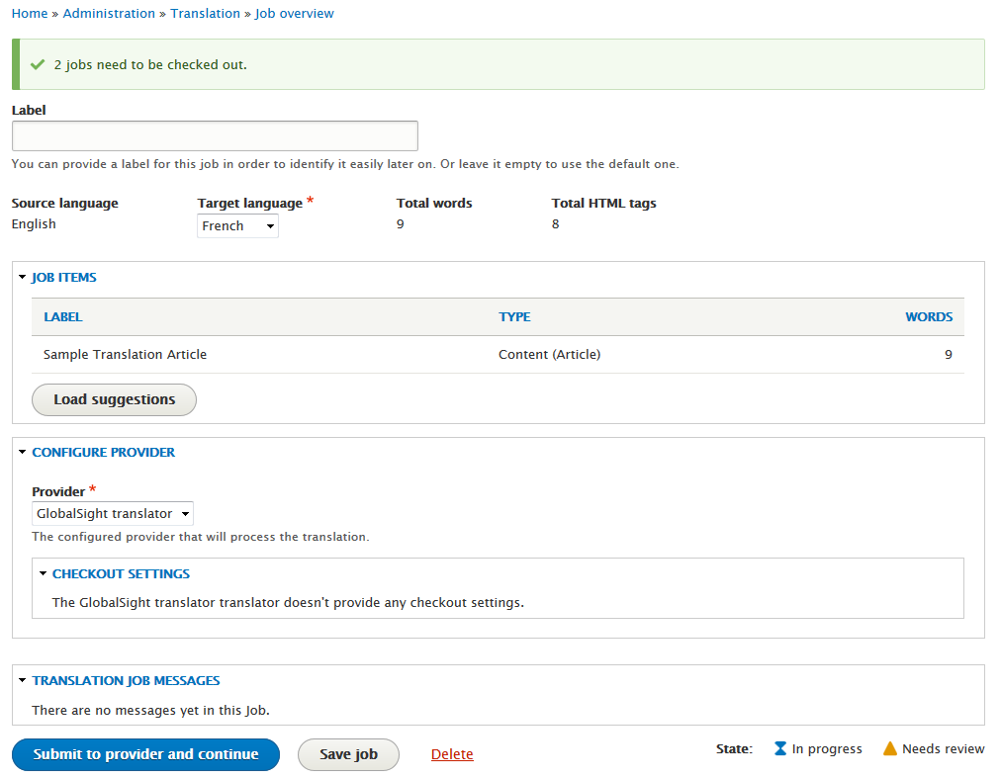 Home » Administration » Translation » Job overview
2 jobs need to be checked out.
Label
You can provide a label for this job in order to identify it easily later on. Or leave it empty to use the default one.
Source language Target language * Total words Total HTML tags
English French 9 8
JOB ITEMS
LABEL TYPE WORDS
Sample Translation Article Content (Article) 9
Load suggestions
CONFIGURE PROVIDER
Provider *
GlobalSight translator
The configured provider that will process the translation.
CHECKOUT SETTINGS
The GlobalSight translator translator doesn't provide any checkout settings.
TRANSLATION JOB MESSAGES
There are no messages yet in this Job.
Submit to provider and continue Save job Delete State: In progress Needs review